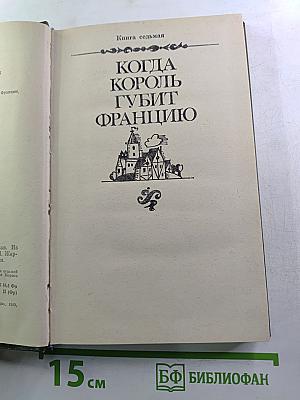 Книга седьмая
КОГДА
КОРОЛЬ
ГУБИТ
ФРАНЦИЮ
15 см
БФ БИБЛИОФАН